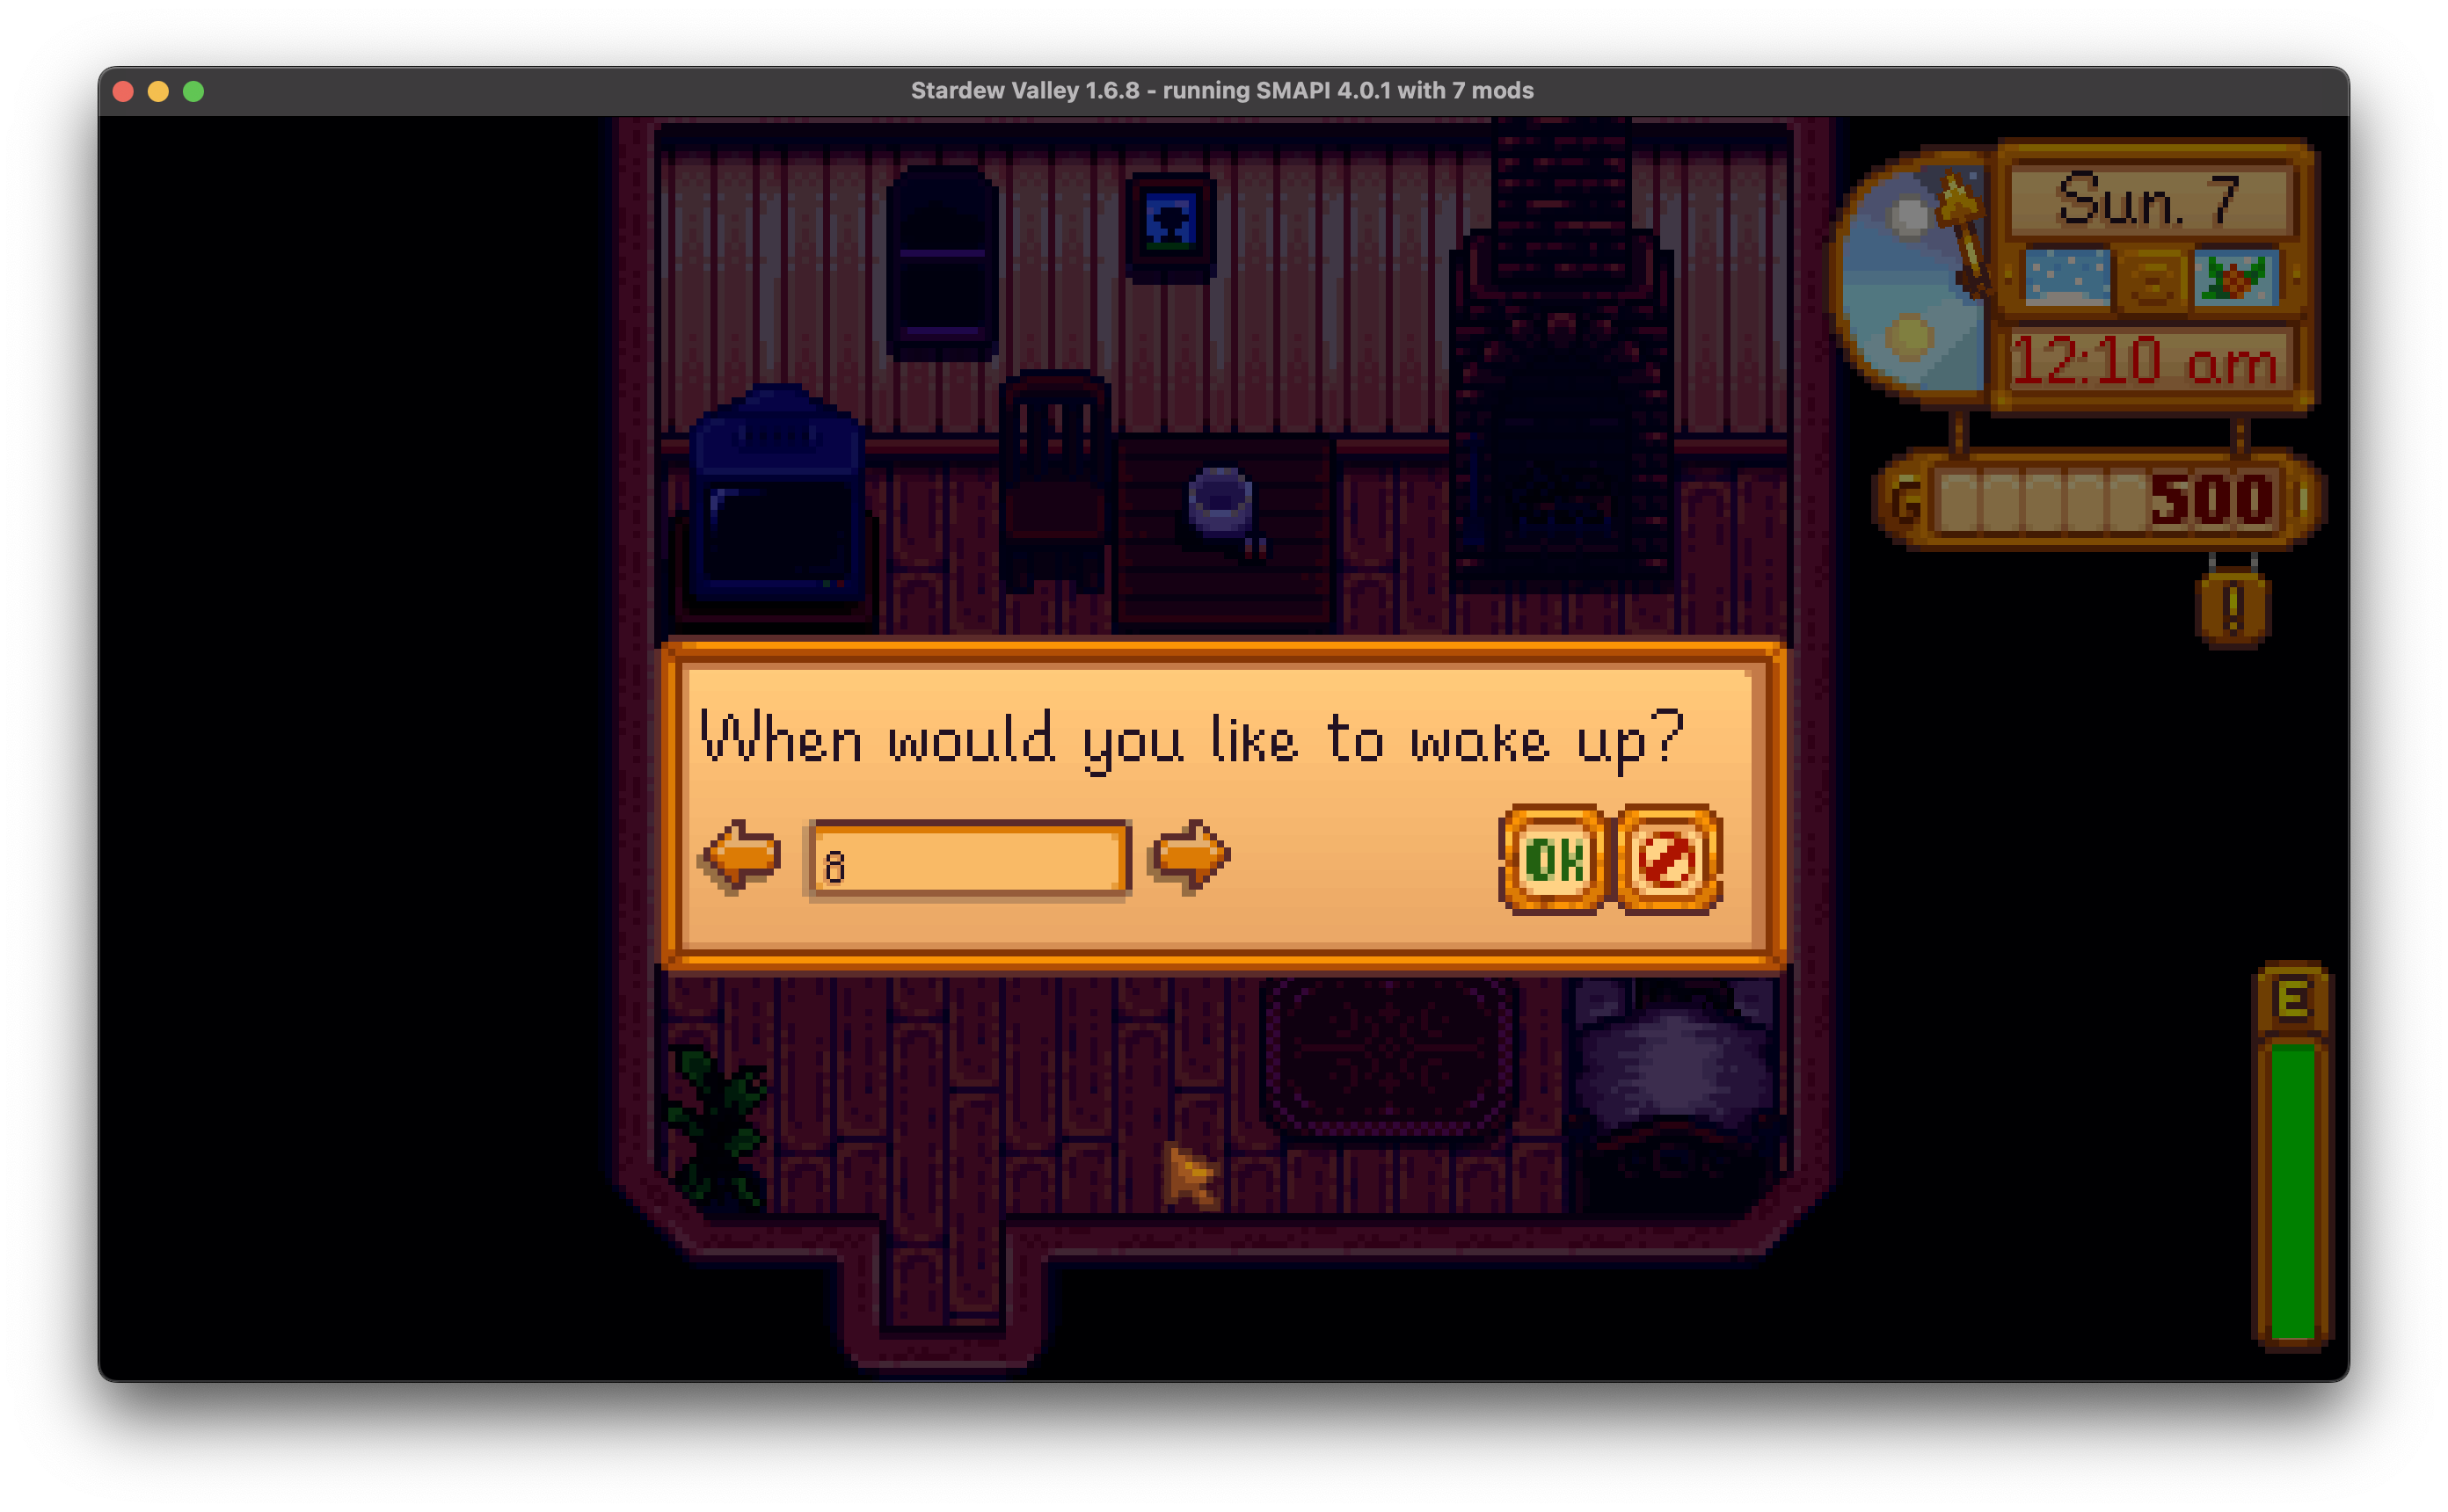 Stardew Valley 1.6.8 - running SMAPI 4.0.1 with 7 mods
Sun. 7
12:10 am
G 500
!
When would you like to wake up?
8
OK
E